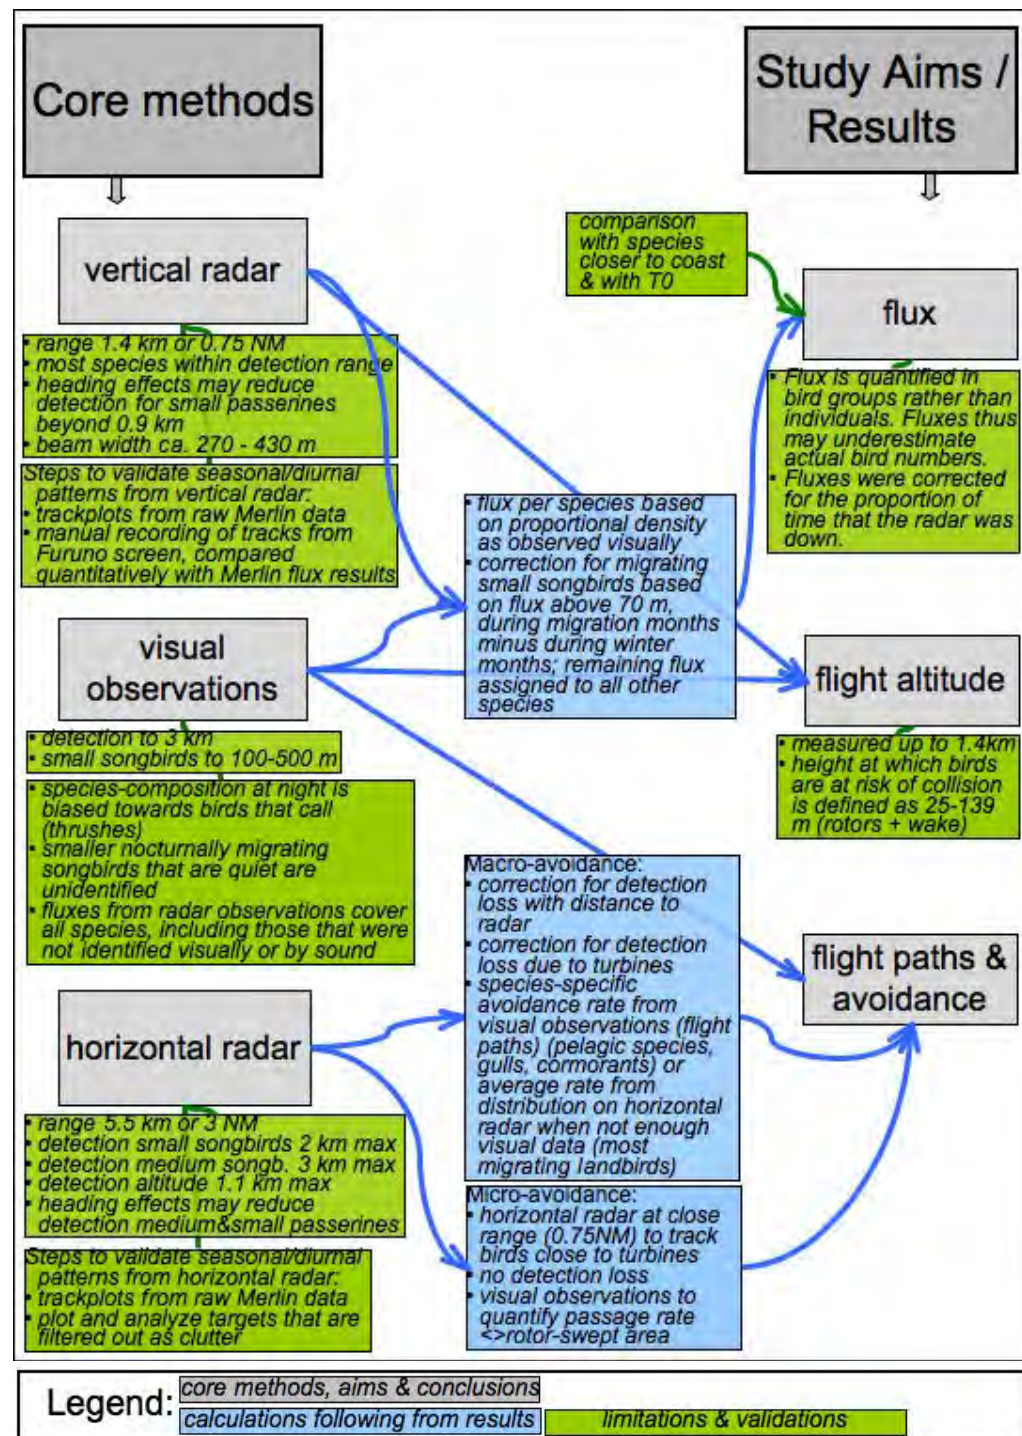 Core methods
Study Aims /
Results
vertical radar
• range 1.4 km or 0.75 NM
• most species within detection range
• heading effects may reduce
detection for small passerines
beyond 0.9 km
• beam width ca. 270 - 430 m
Steps to validate seasonal/diurnal
patterns from vertical radar:
• trackplots from raw Merlin data
• manual recording of tracks from
Furuno screen, compared
quantitatively with Merlin flux results
visual
observations
• detection to 3 km
• small songbirds to 100-500 m
• species-composition at night is
biased towards birds that call
(thrushes)
• smaller nocturnally migrating
songbirds that are quiet are
unidentified
• fluxes from radar observations cover
all species, including those that were
not identified visually or by sound
horizontal radar
• range 5.5 km or 3 NM
• detection small songbirds 2 km max
• detection medium songb. 3 km max
• detection altitude 1.1 km max
• heading effects may reduce
detection medium&small passerines
Steps to validate seasonal/diurnal
patterns from horizontal radar:
• trackplots from raw Merlin data
• plot and analyze targets that are
filtered out as clutter
comparison
with species
closer to coast
& with T0
• flux per species based
on proportional density
as observed visually
• correction for migrating
small songbirds based
on flux above 70 m,
during migration months
minus during winter
months; remaining flux
assigned to all other
species
Macro-avoidance:
• correction for detection
loss with distance to
radar
• correction for detection
loss due to turbines
• species-specific
avoidance rate from
visual observations (flight
paths) (pelagic species,
gulls, cormorants) or
average rate from
distribution on horizontal
radar when not enough
visual data (most
migrating landbirds)
Micro-avoidance:
• horizontal radar at close
range (0.75NM) to track
birds close to turbines
• no detection loss
• visual observations to
quantify passage rate
<>rotor-swept area
flux
• Flux is quantified in
bird groups rather than
individuals. Fluxes thus
may underestimate
actual bird numbers.
• Fluxes were corrected
for the proportion of
time that the radar was
down.
flight altitude
• measured up to 1.4km
• height at which birds
are at risk of collision
is defined as 25-139
m (rotors + wake)
flight paths &
avoidance
Legend:
core methods, aims & conclusions
calculations following from results
limitations & validations